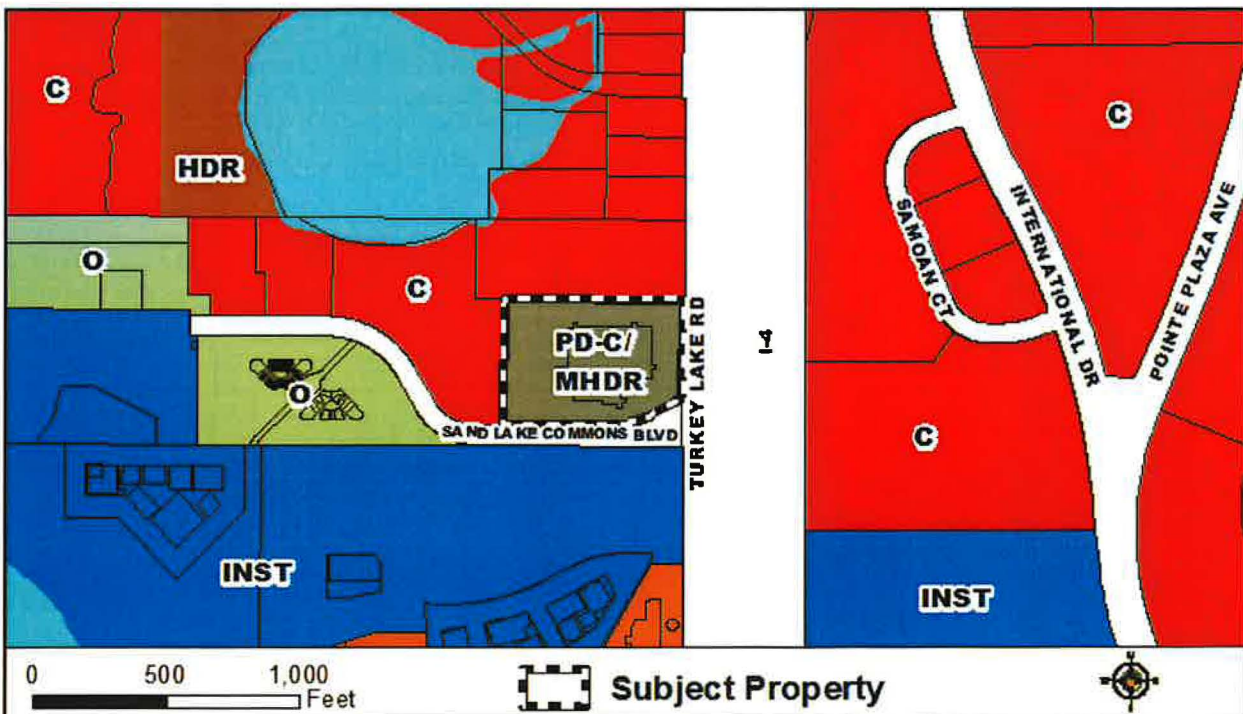 C
HDR
C
O
C
PD-C/
MHDR
O
SAND LAKE COMMONS BLVD
TURKEY LAKE RD
I-4
SAMOAN CT
INTERNATIONAL DR
POINTE PLAZA AVE
C
INST
INST
0 500 1,000
Feet
Subject Property